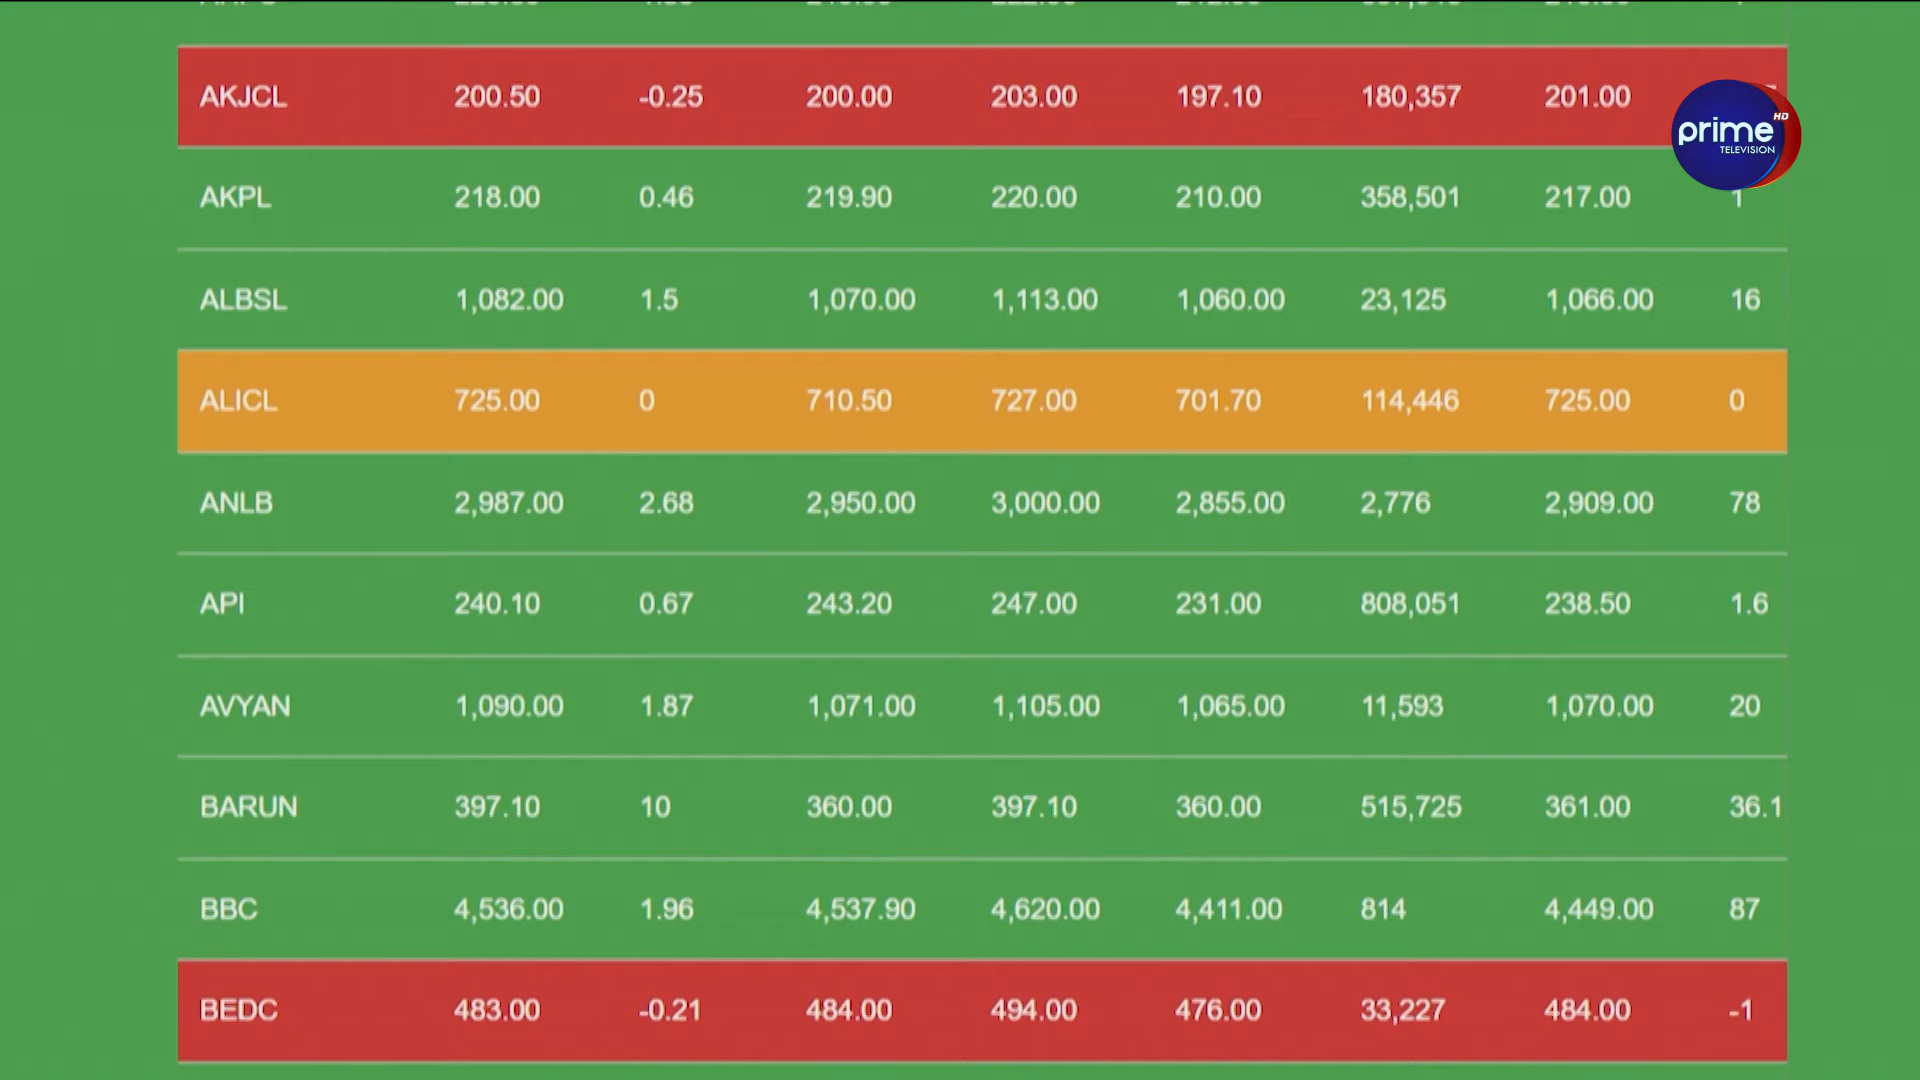 AKJCL 200.50 -0.25 200.00 203.00 197.10 180,357 201.00
prime HD
TELEVISION
AKPL 218.00 0.46 219.90 220.00 210.00 358,501 217.00 1
ALBSL 1,082.00 1.5 1,070.00 1,113.00 1,060.00 23,125 1,066.00 16
ALICL 725.00 0 710.50 727.00 701.70 114,446 725.00 0
ANLB 2,987.00 2.68 2,950.00 3,000.00 2,855.00 2,776 2,909.00 78
API 240.10 0.67 243.20 247.00 231.00 808,051 238.50 1.6
AVYAN 1,090.00 1.87 1,071.00 1,105.00 1,065.00 11,593 1,070.00 20
BARUN 397.10 10 360.00 397.10 360.00 515,725 361.00 36.1
BBC 4,536.00 1.96 4,537.90 4,620.00 4,411.00 814 4,449.00 87
BEDC 483.00 -0.21 484.00 494.00 476.00 33,227 484.00 -1